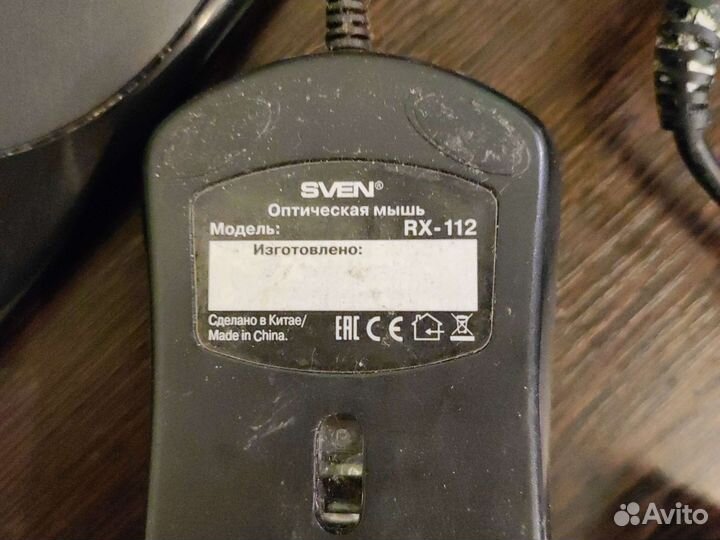 SVEN®
Оптическая мышь
Модель: RX-112
Изготовлено:
Сделано в Китае/
Made in China.
EAC CE
Avito